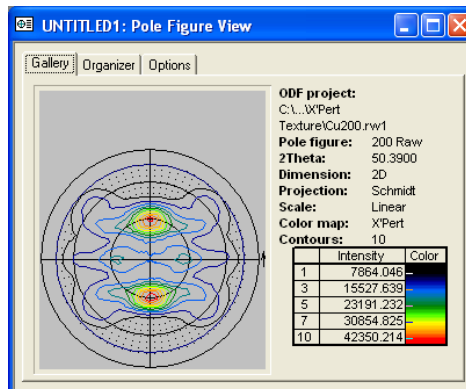 UNTITLED1: Pole Figure View
Gallery Organizer Options
ODF project:
C:\...\X'Pert
Texture\Cu200.rw1
Pole figure: 200 Raw
2Theta: 50.3900
Dimension: 2D
Projection: Schmidt
Scale: Linear
Color map: X'Pert
Contours: 10
Intensity Color
1 7864.046
3 15527.639
5 23191.232
7 30854.825
10 42350.214